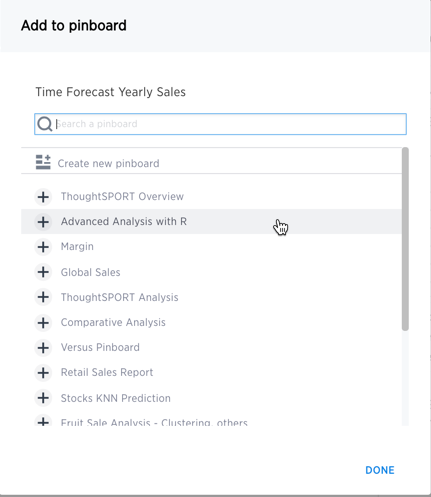 Add to pinboard
Time Forecast Yearly Sales
Search a pinboard
Create new pinboard
ThoughtSPORT Overview
Advanced Analysis with R
Margin
Global Sales
ThoughtSPORT Analysis
Comparative Analysis
Versus Pinboard
Retail Sales Report
Stocks KNN Prediction
Fruit Sale Analysis - Clustering, others
DONE